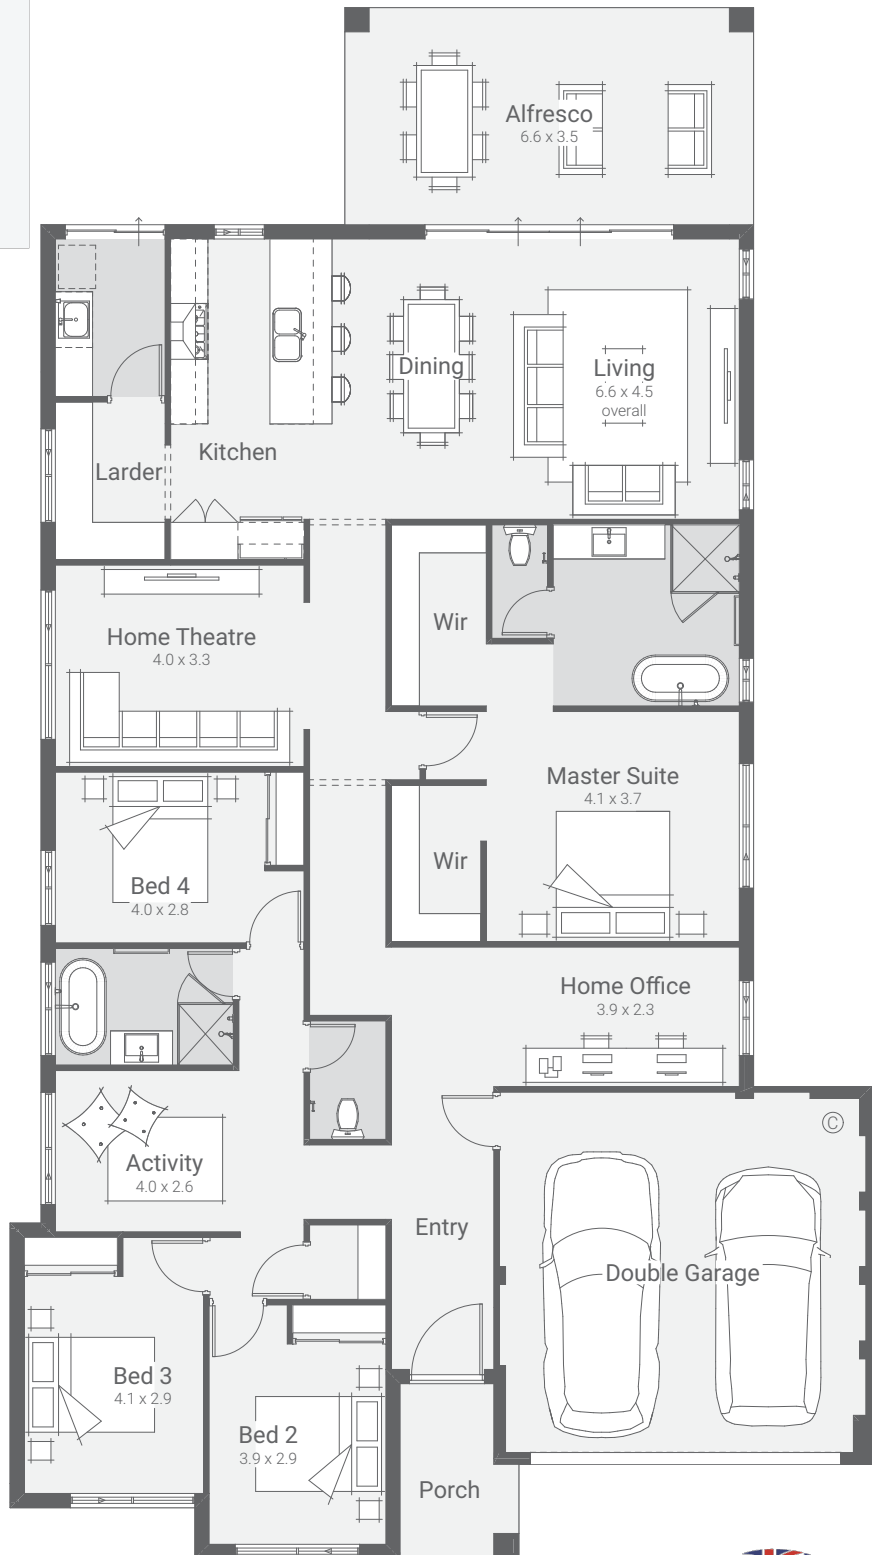 Alfresco
6.6 x 3.5
Dining
Living
6.6 x 4.5
overall
Kitchen
Larder
Wir
Home Theatre
4.0 x 3.3
Master Suite
4.1 x 3.7
Wir
Bed 4
4.0 x 2.8
Home Office
3.9 x 2.3
C
Activity
4.0 x 2.6
Entry
Double Garage
Bed 3
4.1 x 2.9
Bed 2
3.9 x 2.9
Porch